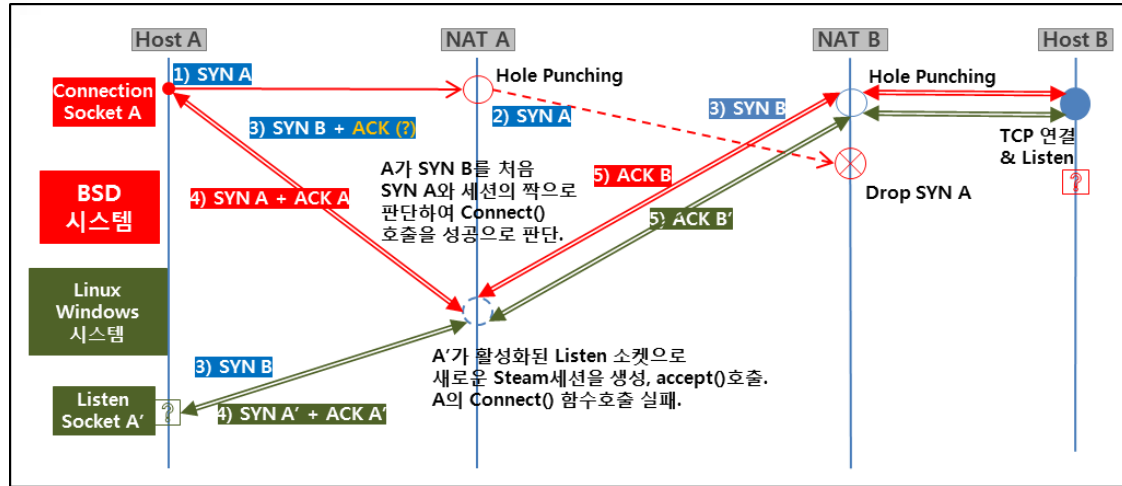 Host A
NAT A
NAT B
Host B
1) SYN A
Hole Punching
Hole Punching
Connection
Socket A
2) SYN A
3) SYN B
3) SYN B + ACK (?)
TCP 연결
& Listen
?
A가 SYN B를 처음
SYN A와 세션의 짝으로
판단하여 Connect()
호출을 성공으로 판단.
5) ACK B
Drop SYN A
BSD
시스템
4) SYN A + ACK A
5) ACK B’
Linux
Windows
시스템
A’가 활성화된 Listen 소켓으로
새로운 Steam세션을 생성, accept()호출.
A의 Connect() 함수호출 실패.
3) SYN B
Listen
Socket A’
?
4) SYN A’ + ACK A’